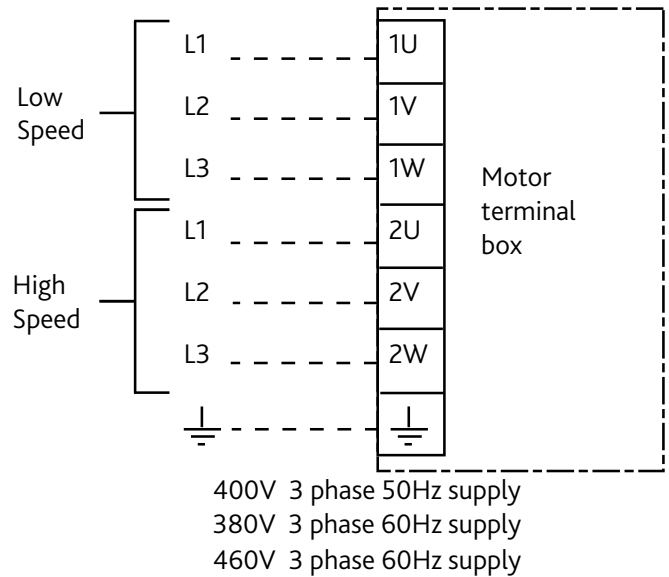 Low
Speed
L1
1U
L2
1V
L3
1W
Motor
terminal
box
High
Speed
L1
2U
L2
2V
L3
2W
400V 3 phase 50Hz supply
380V 3 phase 60Hz supply
460V 3 phase 60Hz supply